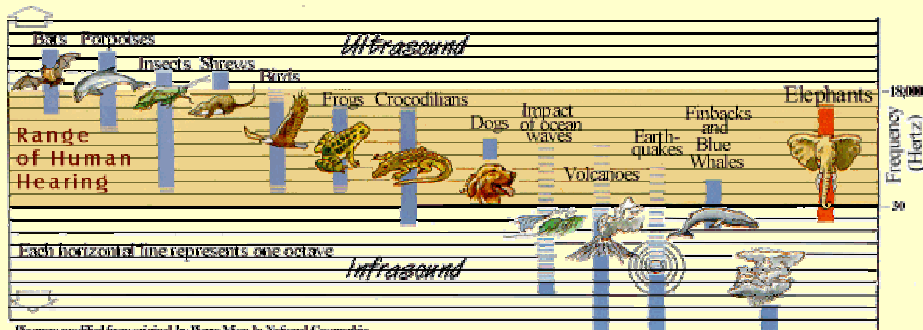 Bats Porpoises
Ultrasound
Insects Shrews
Birds
Frogs Crocodilians
Dogs
Impact
of ocean
waves
Volcanoes
Earth-
quakes
Finbacks
and
Blue
Whales
Elephants
18,000
Frequency
(Hertz)
Range
of Human
Hearing
Each horizontal line represents one octave
Infrasound